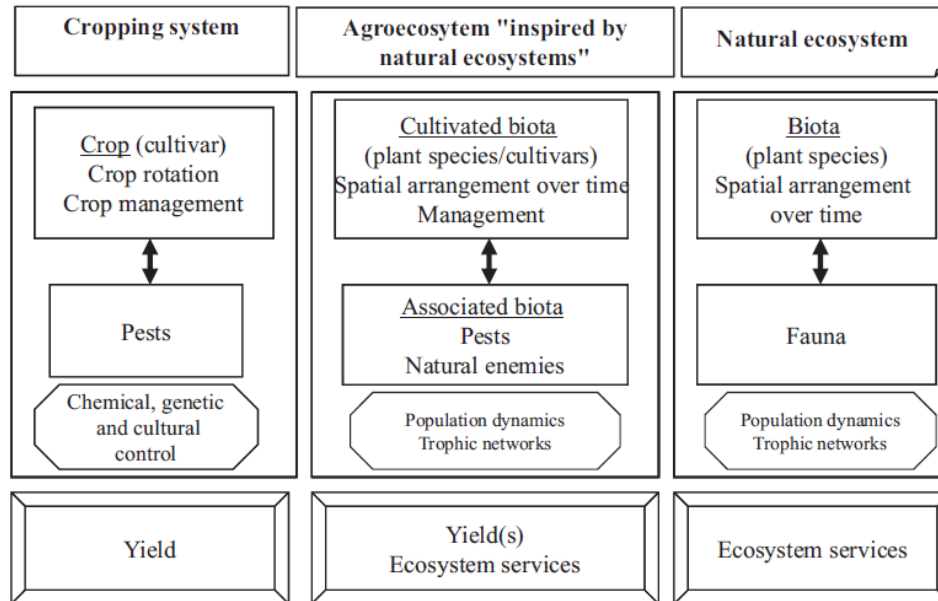 Cropping system
Agroecosytem "inspired by
natural ecosystems"
Natural ecosystem
Crop (cultivar)
Crop rotation
Crop management
Pests
Chemical, genetic
and cultural
control
Yield
Cultivated biota
(plant species/cultivars)
Spatial arrangement over time
Management
Associated biota
Pests
Natural enemies
Population dynamics
Trophic networks
Yield(s)
Ecosystem services
Biota
(plant species)
Spatial arrangement
over time
Fauna
Population dynamics
Trophic networks
Ecosystem services